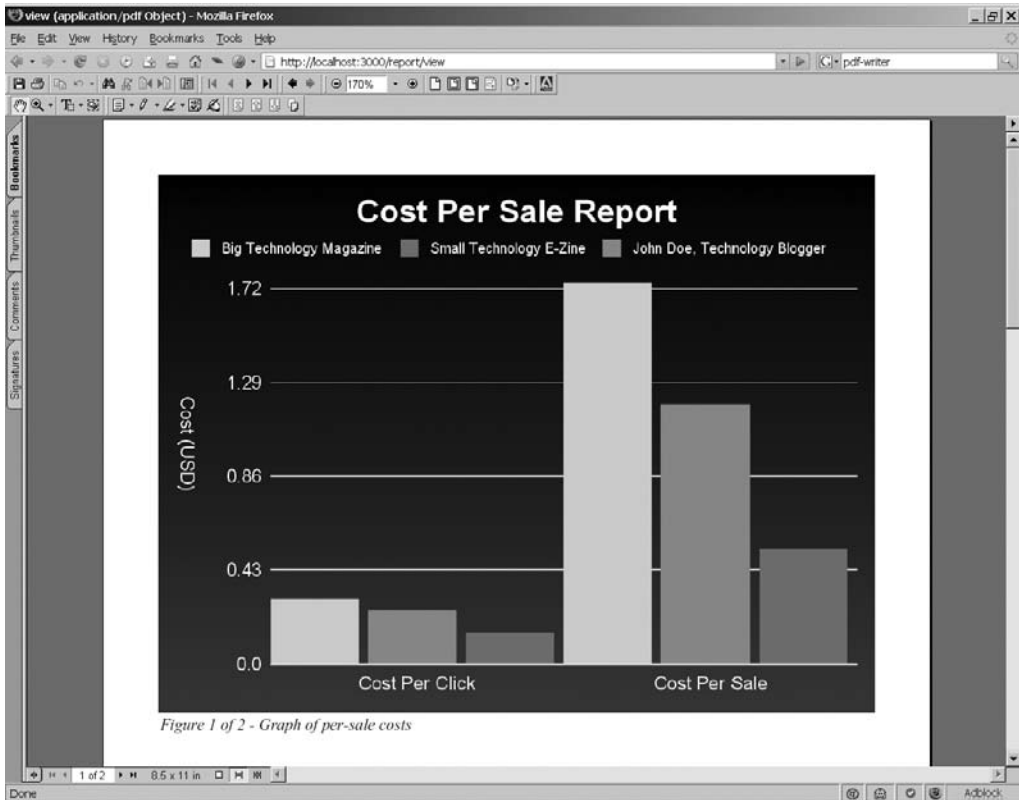 view (application/pdf Object) - Mozilla Firefox
File Edit View History Bookmarks Tools Help
http://localhost:3000/report/view
pdf-writer
170%
Bookmarks
Thumbnails
Comments
Signatures
Cost Per Sale Report
Big Technology Magazine Small Technology E-Zine John Doe, Technology Blogger
1.72
1.29
Cost (USD)
0.86
0.43
0.0
Cost Per Click Cost Per Sale
Figure 1 of 2 - Graph of per-sale costs
1 of 2 8.5 x 11 in
Done Adblock